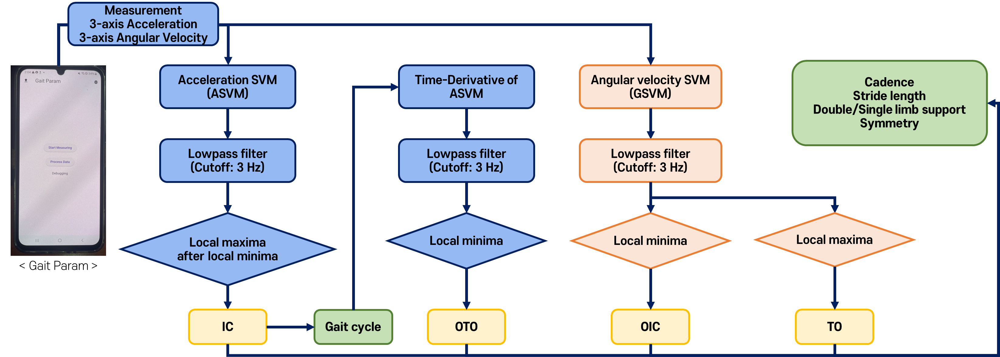 Measurement
3-axis Acceleration
3-axis Angular Velocity
2:04
34%
Gait Param
Start Measuring
Process Data
Debugging
< Gait Param >
Acceleration SVM
(ASVM)
Lowpass filter
(Cutoff: 3 Hz)
Local maxima
after local minima
IC
Gait cycle
Time-Derivative of
ASVM
Lowpass filter
(Cutoff: 3 Hz)
Local minima
OTO
Angular velocity SVM
(GSVM)
Lowpass filter
(Cutoff: 3 Hz)
Local minima
OIC
Local maxima
TO
Cadence
Stride length
Double/Single limb support
Symmetry